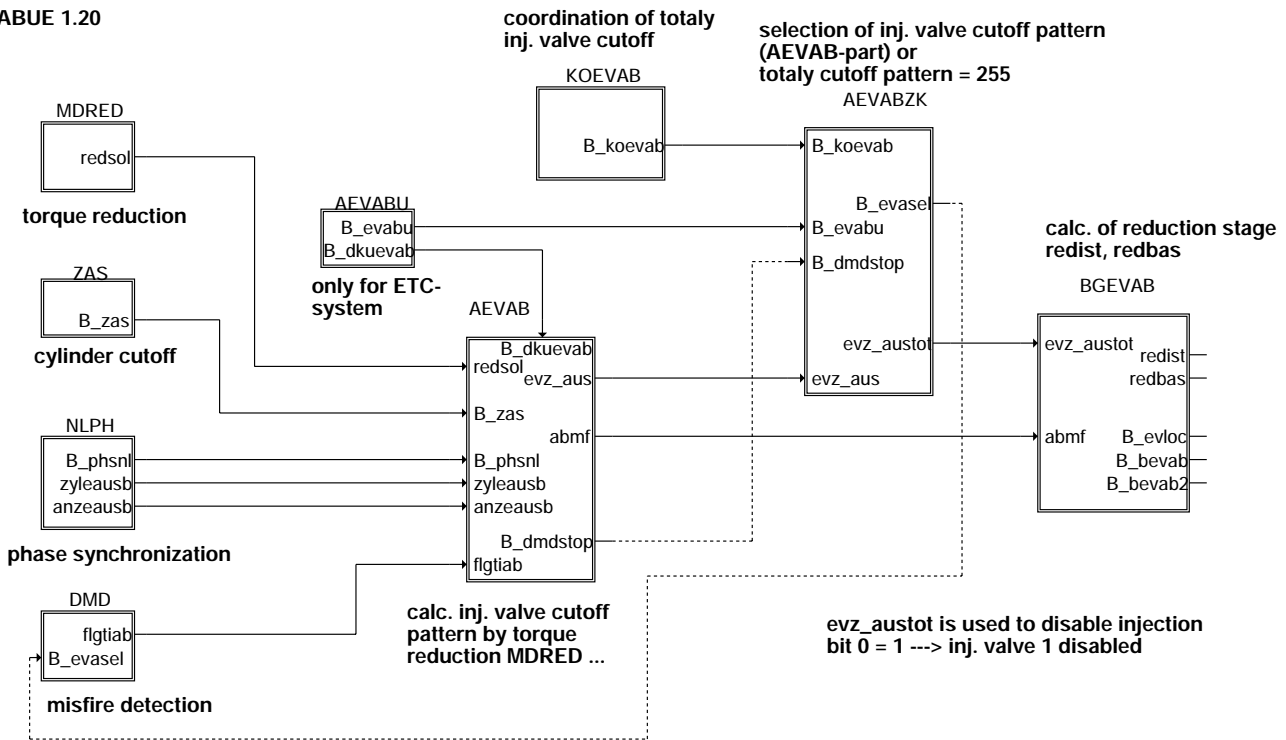 ABUE 1.20
coordination of totaly
inj. valve cutoff
KOEVAB
B_koevab
selection of inj. valve cutoff pattern
(AEVAB-part) or
totaly cutoff pattern = 255
AEVABZK
B_koevab
B_evasel
B_evabu
B_dmdstop
evz_austot
evz_aus
MDRED
redsol
torque reduction
AEVABU
B_evabu
B_dkuevab
only for ETC-
system
ZAS
B_zas
cylinder cutoff
AEVAB
B_dkuevab
redsol
evz_aus
B_zas
abmf
B_phsnl
zyleausb
anzeausb
B_dmdstop
flgtiab
calc. inj. valve cutoff
pattern by torque
reduction MDRED ...
calc. of reduction stage
redist, redbas
BGEVAB
evz_austot
redist
redbas
abmf
B_evloc
B_bevab
B_bevab2
NLPH
B_phsnl
zyleausb
anzeausb
phase synchronization
DMD
flgtiab
B_evasel
misfire detection
evz_austot is used to disable injection
bit 0 = 1 ---> inj. valve 1 disabled